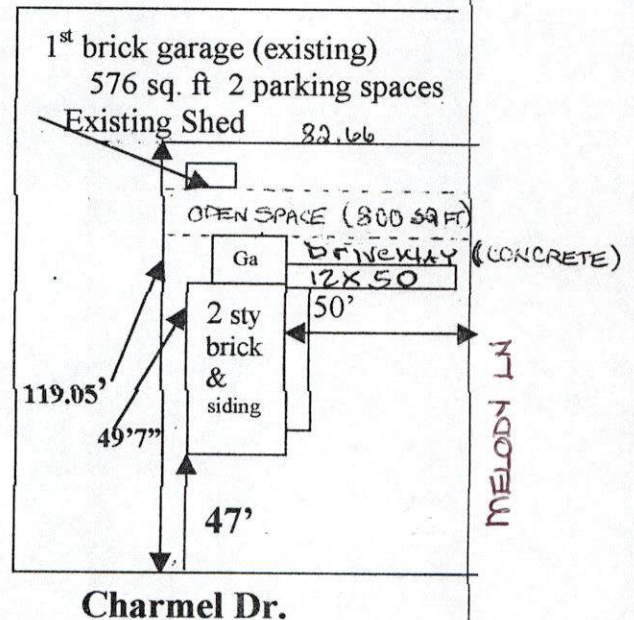 1st brick garage (existing)
576 sq. ft 2 parking spaces
Existing Shed
82.66
OPEN SPACE (800 SQ FT)
Ga
DRIVEWAY (CONCRETE)
12X50
2 sty
brick
&
siding
50'
119.05'
49'7"
47'
MELODY LN
Charmel Dr.